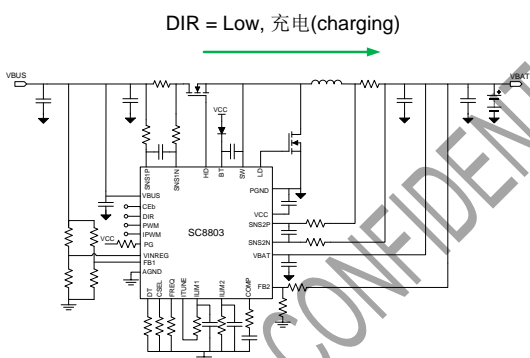 DIR = Low, 充电(charging)
VBUS
VBAT
VCC
SNS1P
SNS1N
HD
BT
SW
LD
PGND
VBUS
VCC
CEb
DIR
SNS2P
PWM
IPWM
SC8803
VCC
PG
SNS2N
VINREG
VBAT
FB1
AGND
FB2
DT
CSEL
FREQ
ITUNE
ILIM1
ILIM2
COMP
CONFIDENT